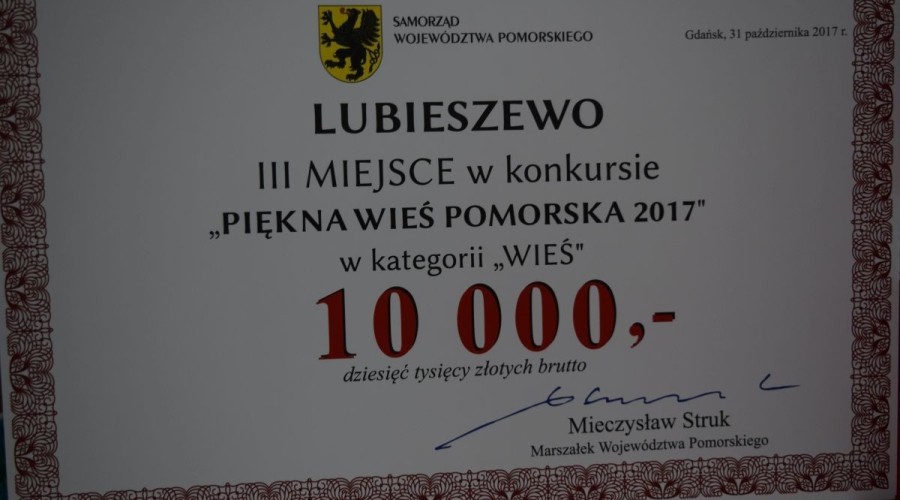 SAMORZĄD
WOJEWÓDZTWA POMORSKIEGO
Gdańsk, 31 października 2017 r.
LUBIESZEWO
III MIEJSCE w konkursie
„PIĘKNA WIEŚ POMORSKA 2017"
w kategorii „WIEŚ"
10 000,-
dziesięć tysięcy złotych brutto
Mieczysław Struk
Marszałek Województwa Pomorskiego